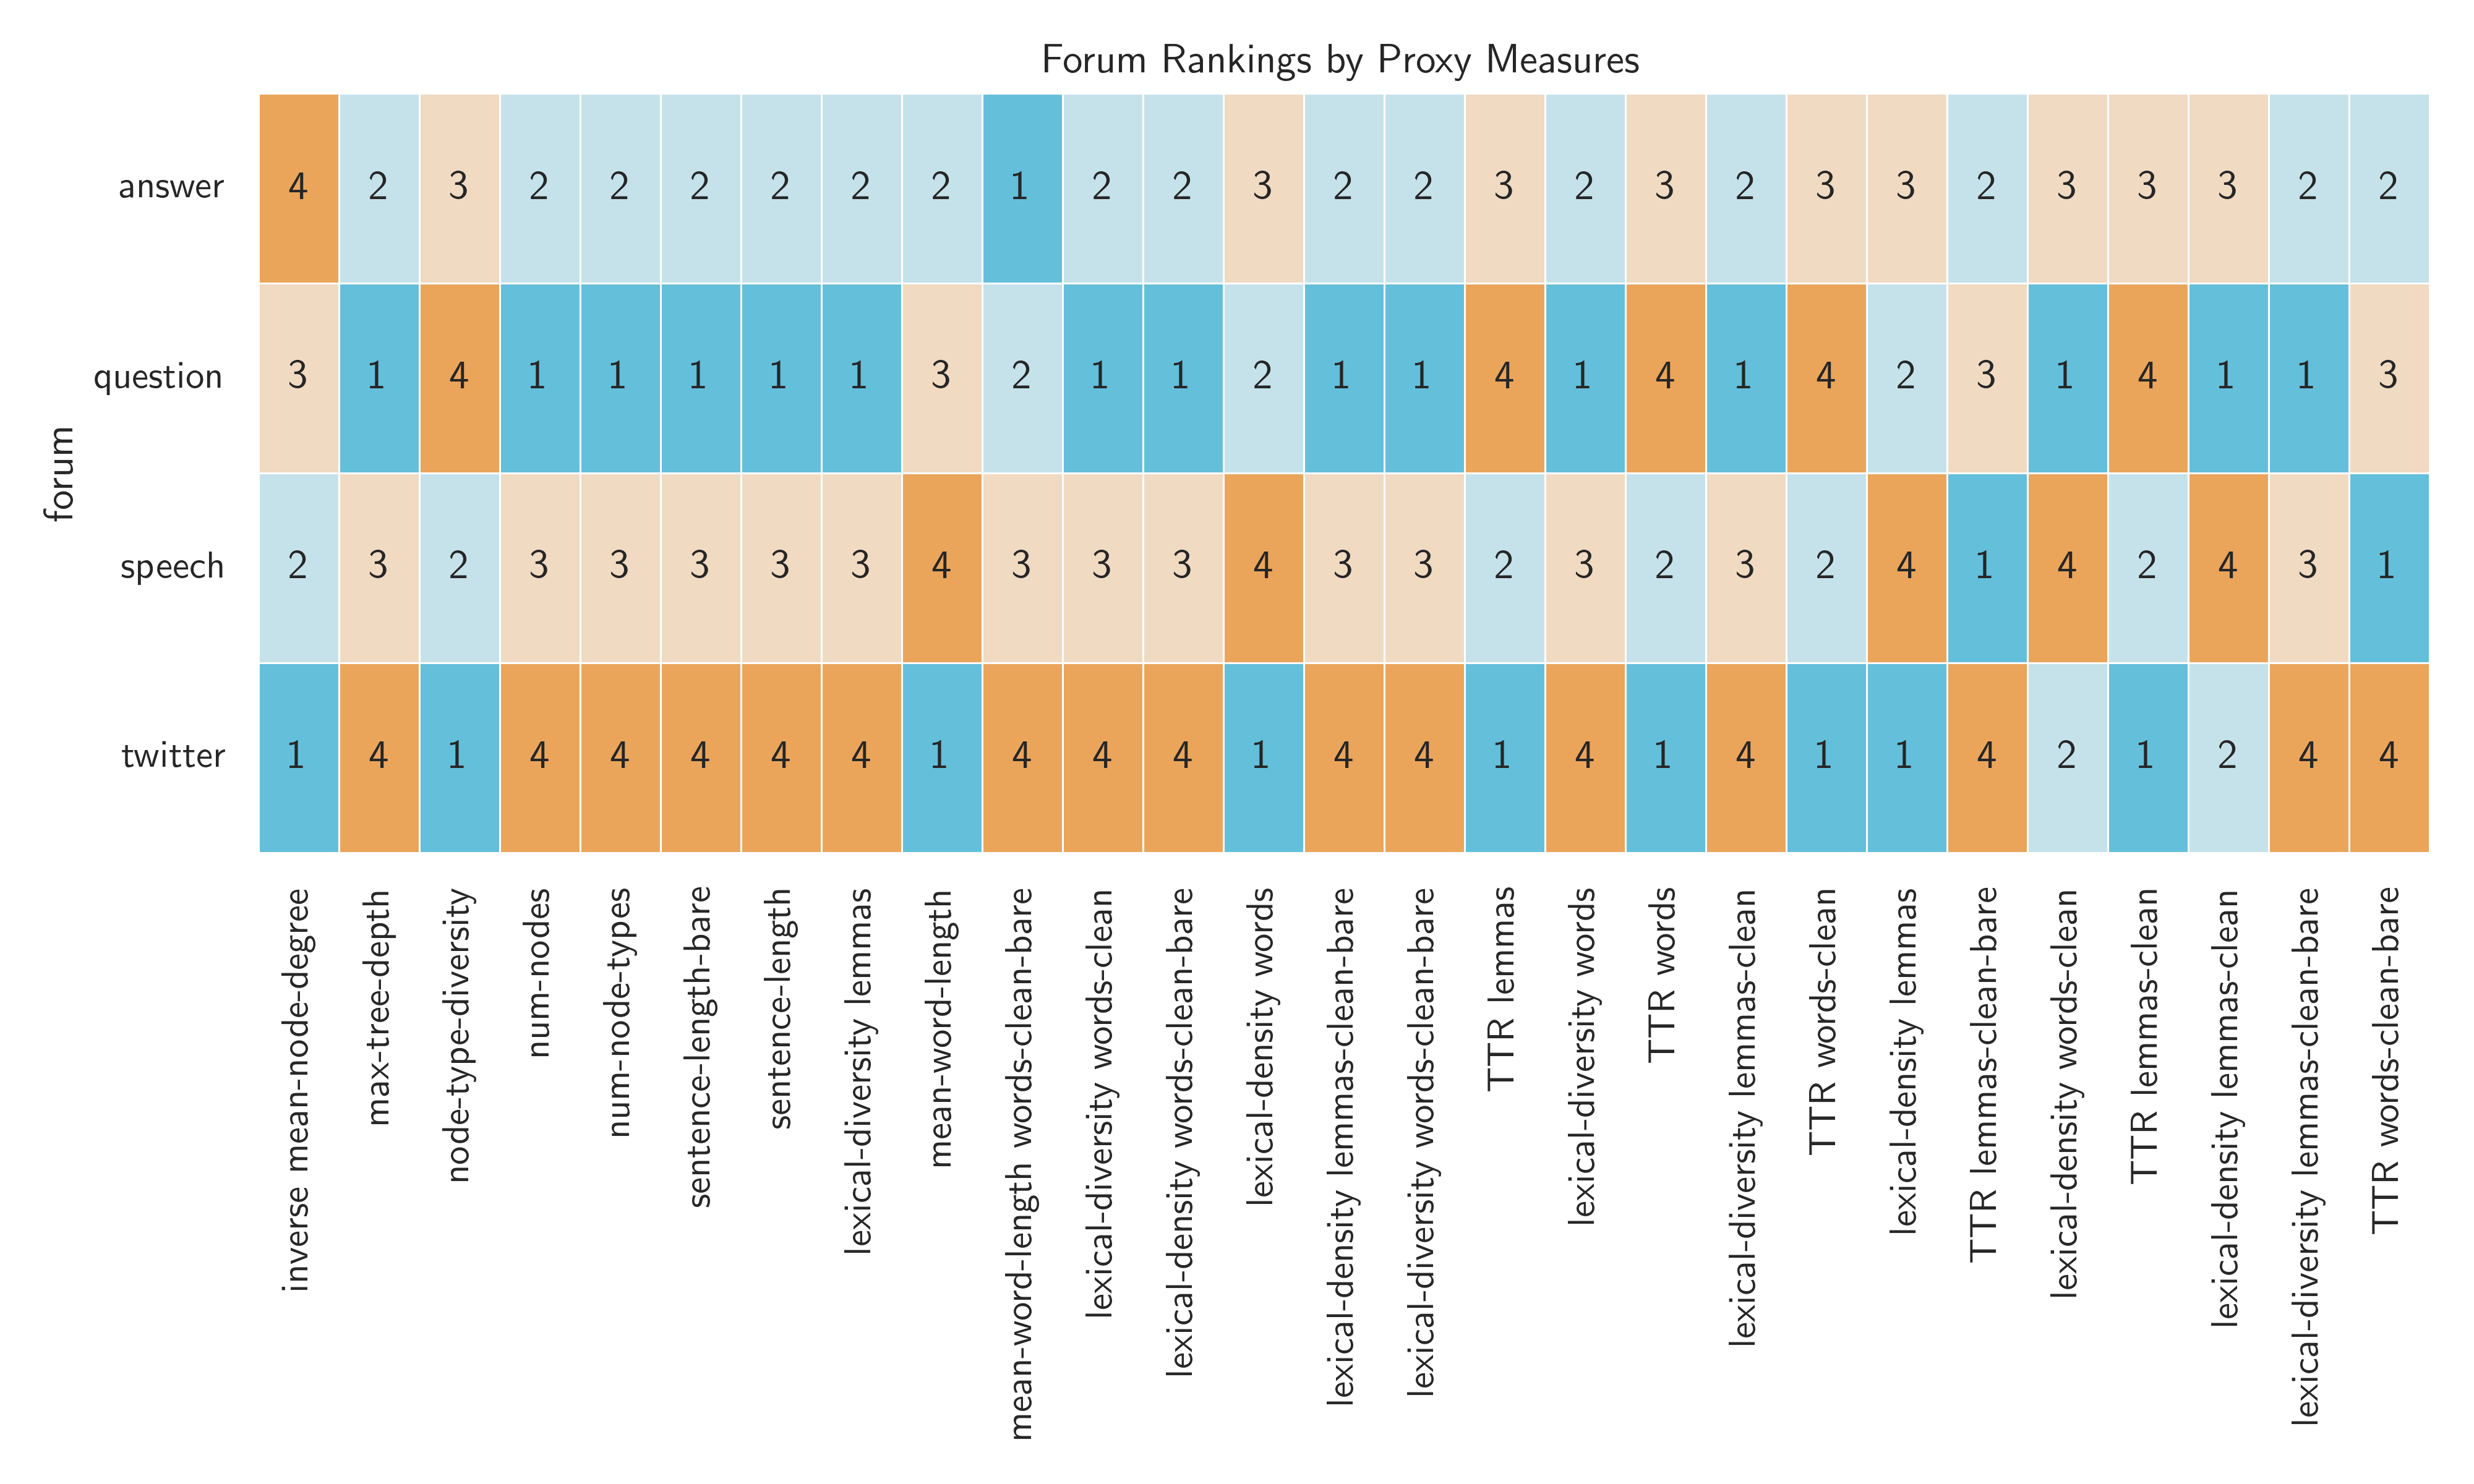 Forum Rankings by Proxy Measures
forum
answer 4 2 3 2 2 2 2 2 2 1 2 2 3 2 2 3 2 3 2 3 3 2 3 3 3 2 2
question 3 1 4 1 1 1 1 1 3 2 1 1 2 1 1 4 1 4 1 4 2 3 1 4 1 1 3
speech 2 3 2 3 3 3 3 3 4 3 3 3 4 3 3 2 3 2 3 2 4 1 4 2 4 3 1
twitter 1 4 1 4 4 4 4 4 1 4 4 4 1 4 4 1 4 1 4 1 1 4 2 1 2 4 4
inverse mean-node-degree
max-tree-depth
node-type-diversity
num-nodes
num-node-types
sentence-length-bare
sentence-length
lexical-diversity lemmas
mean-word-length
mean-word-length words-clean-bare
lexical-diversity words-clean
lexical-density words-clean-bare
lexical-density words
lexical-density lemmas-clean-bare
lexical-diversity words-clean-bare
TTR lemmas
lexical-diversity words
TTR words
lexical-diversity lemmas-clean
TTR words-clean
lexical-density lemmas
TTR lemmas-clean-bare
lexical-density words-clean
TTR lemmas-clean
lexical-density lemmas-clean
lexical-diversity lemmas-clean-bare
TTR words-clean-bare